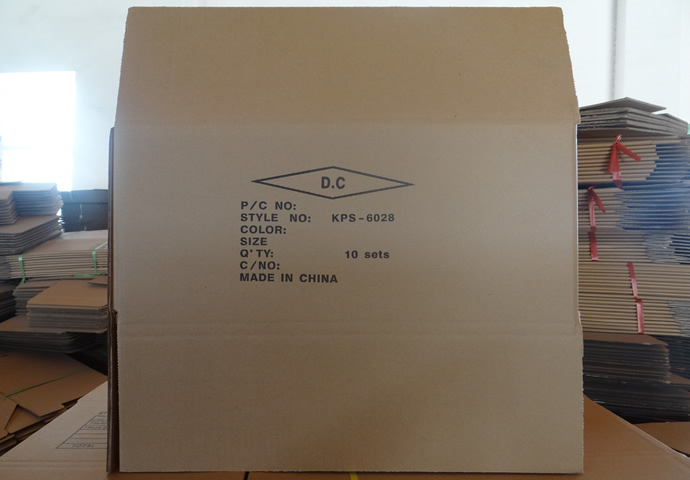 D.C
P/C NO:
STYLE NO: KPS-6028
COLOR:
SIZE
Q'TY: 10 sets
C/NO:
MADE IN CHINA